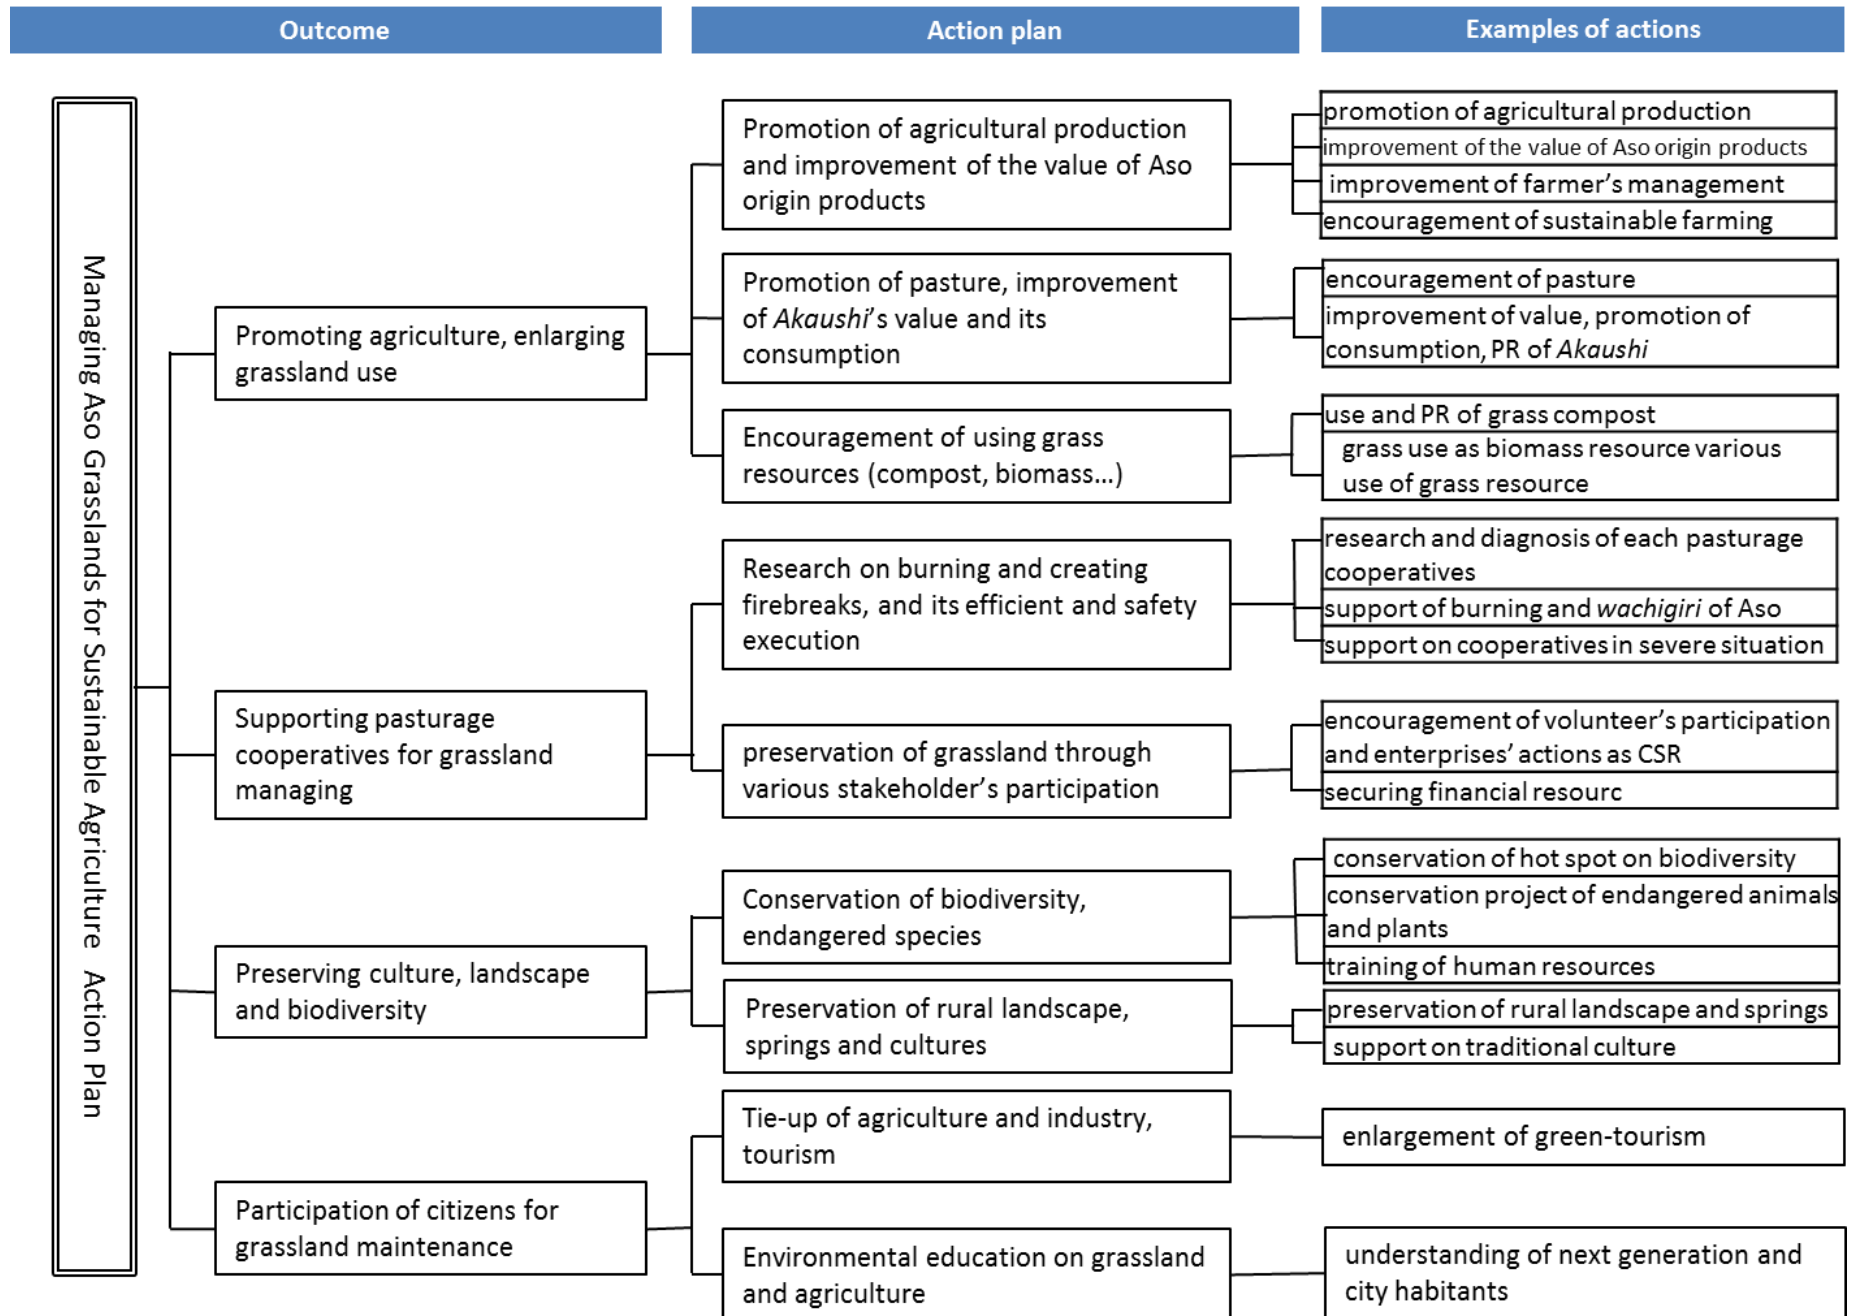 Outcome
Action plan
Examples of actions
Managing Aso Grasslands for Sustainable Agriculture Action Plan
Promoting agriculture, enlarging
grassland use
Promotion of agricultural production
and improvement of the value of Aso
origin products
promotion of agricultural production
improvement of the value of Aso origin products
improvement of farmer's management
encouragement of sustainable farming
Promotion of pasture, improvement
of Akaushi's value and its
consumption
encouragement of pasture
improvement of value, promotion of
consumption, PR of Akaushi
Encouragement of using grass
resources (compost, biomass...)
use and PR of grass compost
grass use as biomass resource various
use of grass resource
Supporting pasturage
cooperatives for grassland
managing
Research on burning and creating
firebreaks, and its efficient and safety
execution
research and diagnosis of each pasturage
cooperatives
support of burning and wachigiri of Aso
support on cooperatives in severe situation
preservation of grassland through
various stakeholder's participation
encouragement of volunteer's participation
and enterprises' actions as CSR
securing financial resourc
Preserving culture, landscape
and biodiversity
Conservation of biodiversity,
endangered species
conservation of hot spot on biodiversity
conservation project of endangered animals
and plants
training of human resources
Preservation of rural landscape,
springs and cultures
preservation of rural landscape and springs
support on traditional culture
Participation of citizens for
grassland maintenance
Tie-up of agriculture and industry,
tourism
enlargement of green-tourism
Environmental education on grassland
and agriculture
understanding of next generation and
city habitants